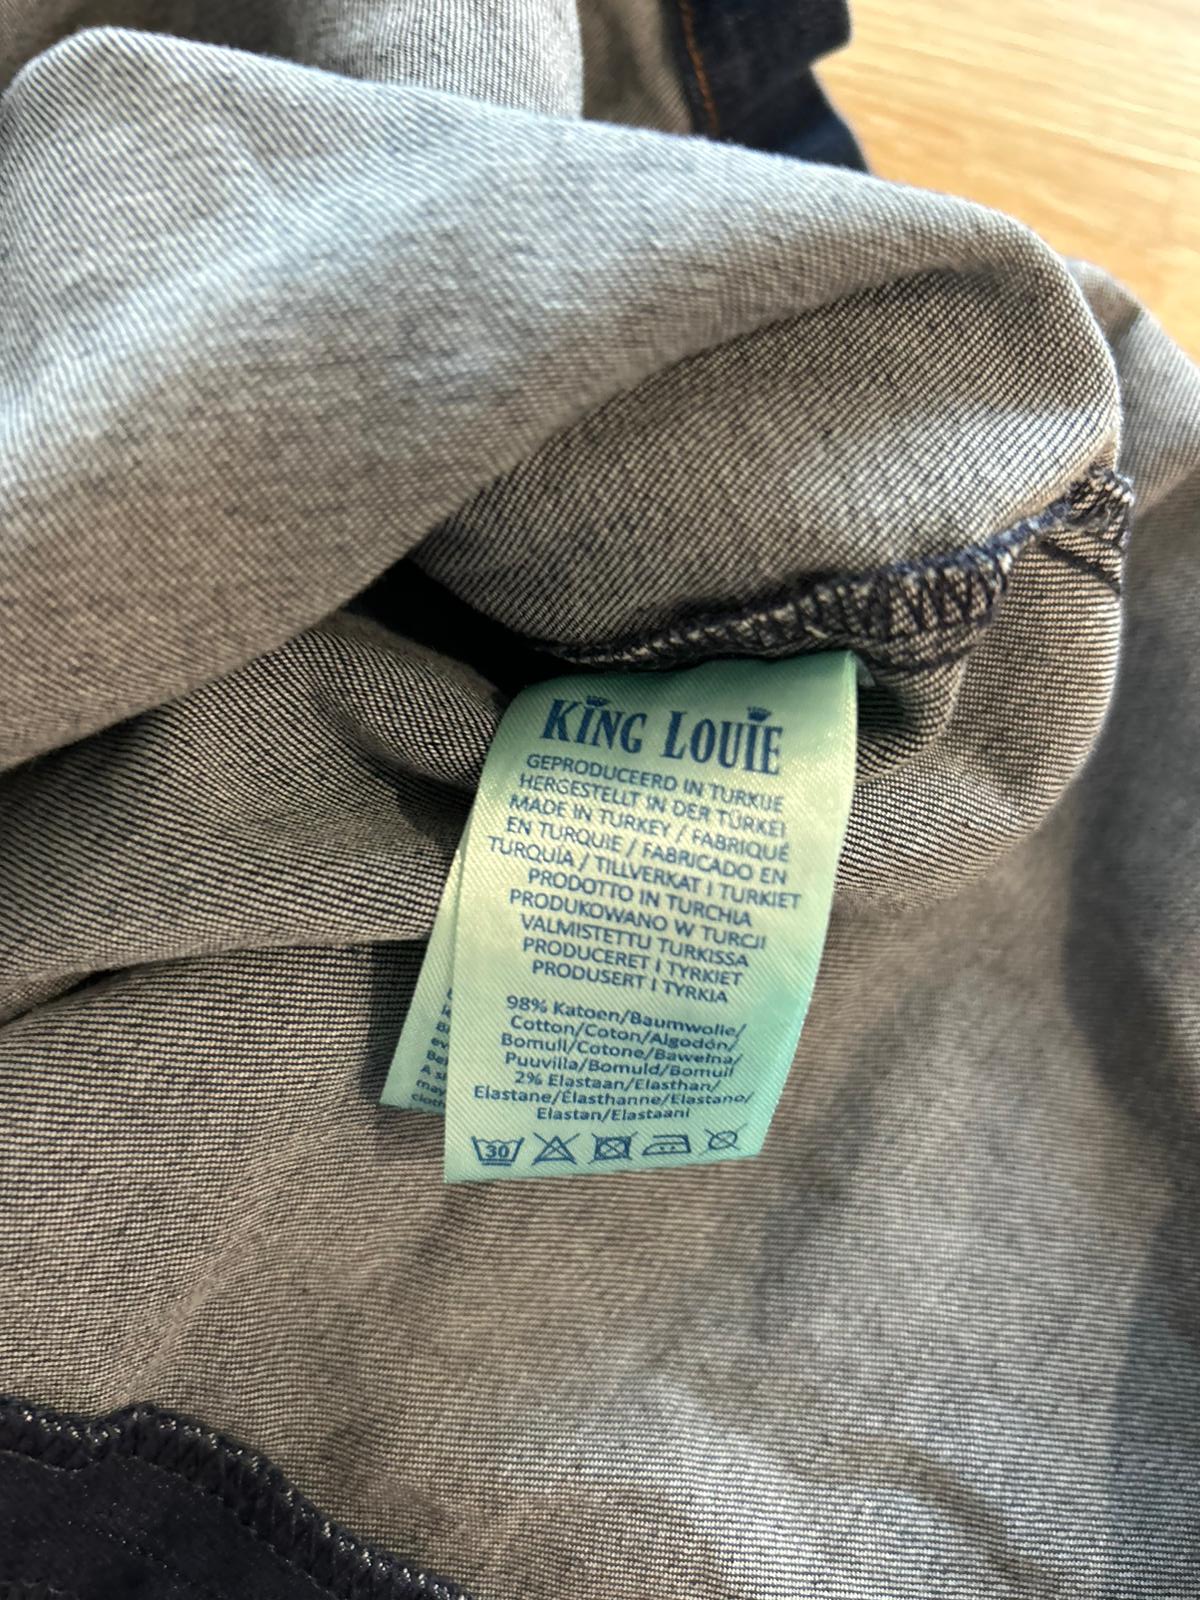 KING LOUIE
GEPRODUCEERD IN TURKIJE
HERGESTELLT IN DER TÜRKEI
MADE IN TURKEY / FABRIQUÉ
EN TURQUIE / FABRICADO EN
TURQUÍA / TILLVERKAT I TURKIET
PRODOTTO IN TURCHIA
PRODUKOWANO W TURCJI
VALMISTETTU TURKISSA
PRODUCERET I TYRKIET
PRODUSERT I TYRKIA
98% Katoen/Baumwolle/
Cotton/Coton/Algodón/
Bomull/Cotone/Bawełna/
Puuvilla/Bomuld/Bomull
2% Elastaan/Elasthan/
Elastane/Élasthanne/Elastano/
Elastan/Elastaani
30
A
may